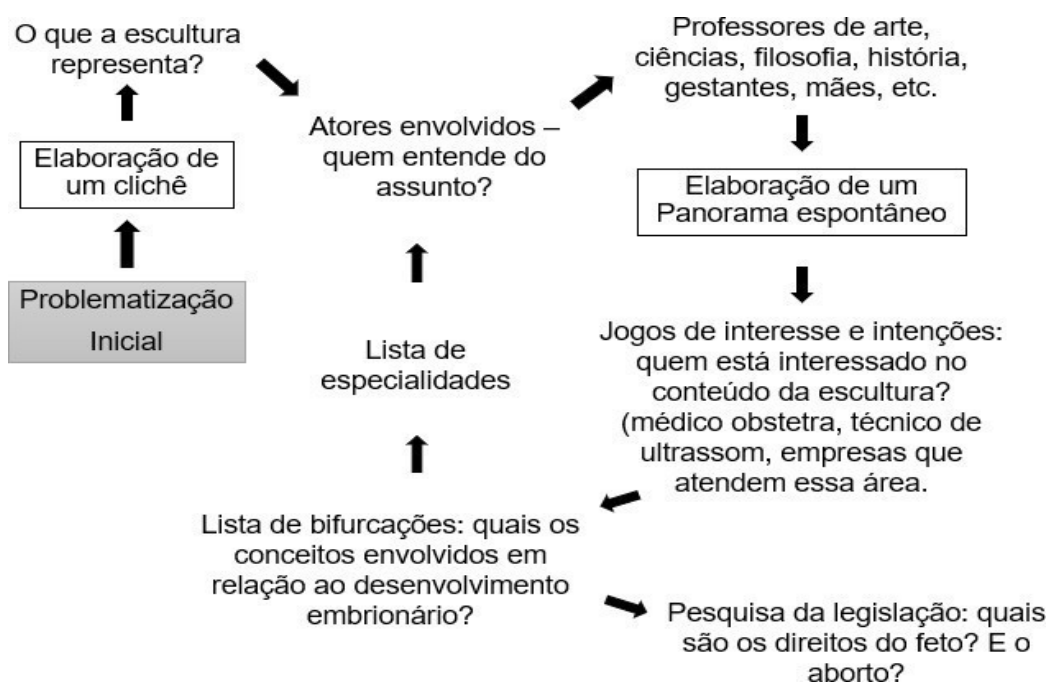 O que a escultura
representa?
Elaboração de
um clichê
Problematização
Inicial
Atores envolvidos –
quem entende do
assunto?
Professores de arte,
ciências, filosofia, história,
gestantes, mães, etc.
Elaboração de um
Panorama espontâneo
Jogos de interesse e intenções:
quem está interessado no
conteúdo da escultura?
(médico obstetra, técnico de
ultrassom, empresas que
atendem essa área.
Lista de
especialidades
Lista de bifurcações: quais os
conceitos envolvidos em
relação ao desenvolvimento
embrionário?
Pesquisa da legislação: quais
são os direitos do feto? E o
aborto?